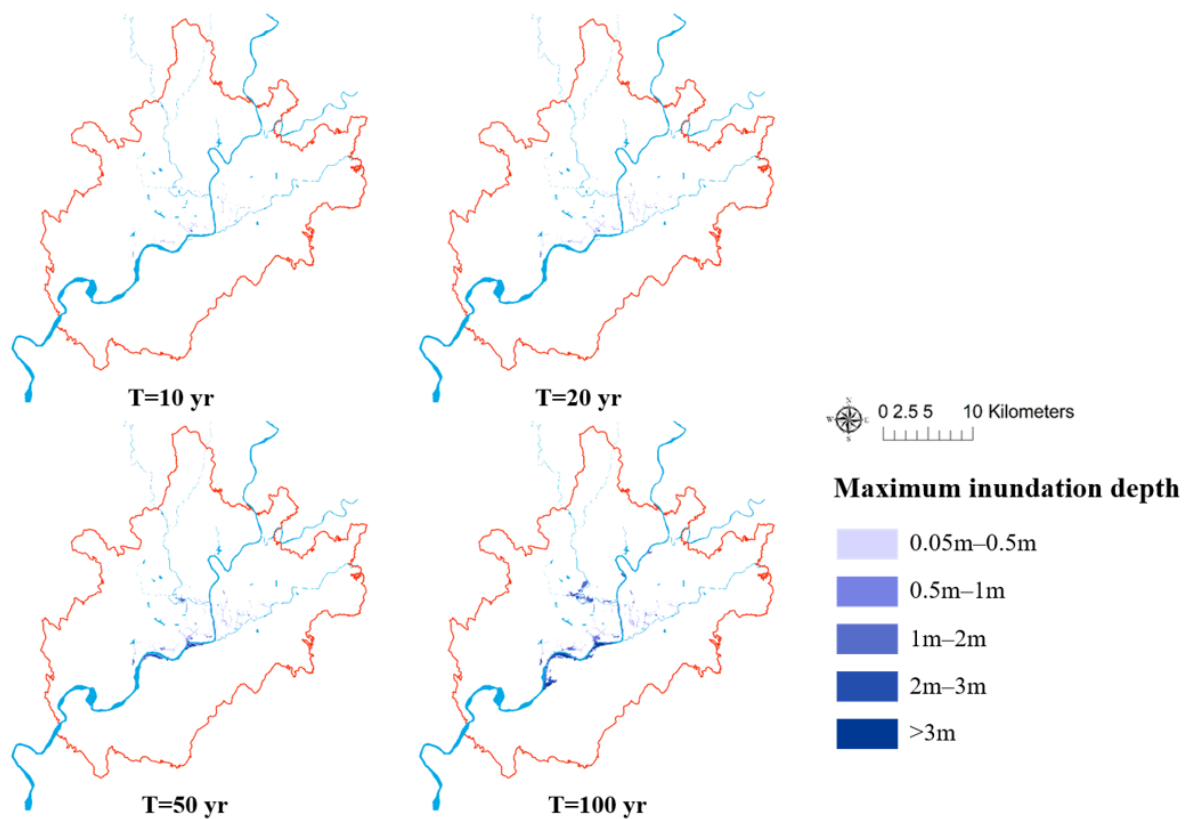 T=10 yr
T=20 yr
N
W E
S
0 2.5 5 10 Kilometers
Maximum inundation depth
0.05m–0.5m
0.5m–1m
1m–2m
2m–3m
>3m
T=50 yr
T=100 yr